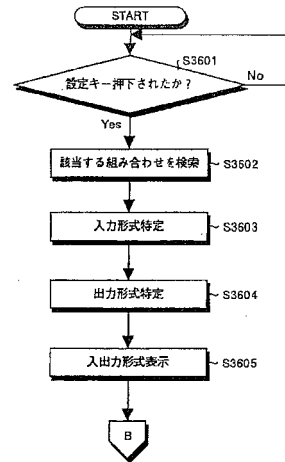 START
S3601
設定キー押下されたか?
No
Yes
該当する組み合わせを検索
S3602
入力形式特定
S3603
出力形式特定
S3604
入出力形式表示
S3605
B